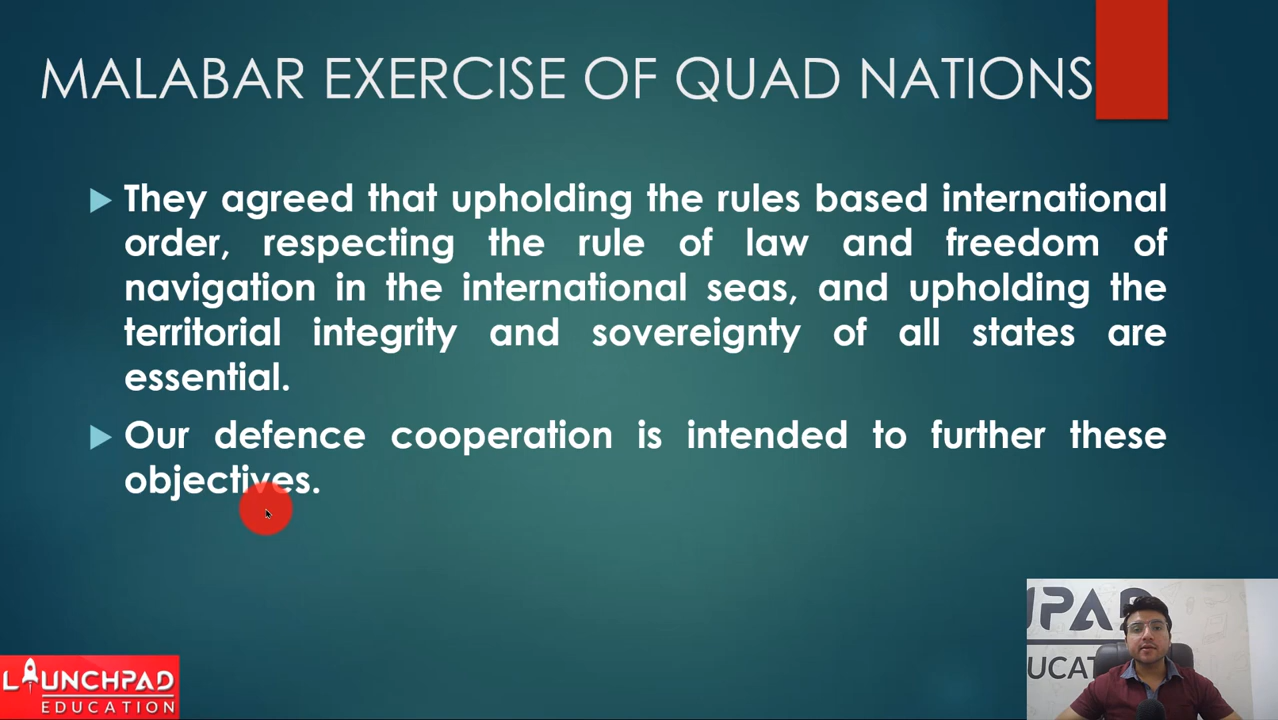 MALABAR EXERCISE OF QUAD NATIONS
They agreed that upholding the rules based international
order, respecting the rule of law and freedom of
navigation in the international seas, and upholding the
territorial integrity and sovereignty of all states are
essential.
Our defence cooperation is intended to further these
objectives.
LAUNCHPAD
EDUCATION